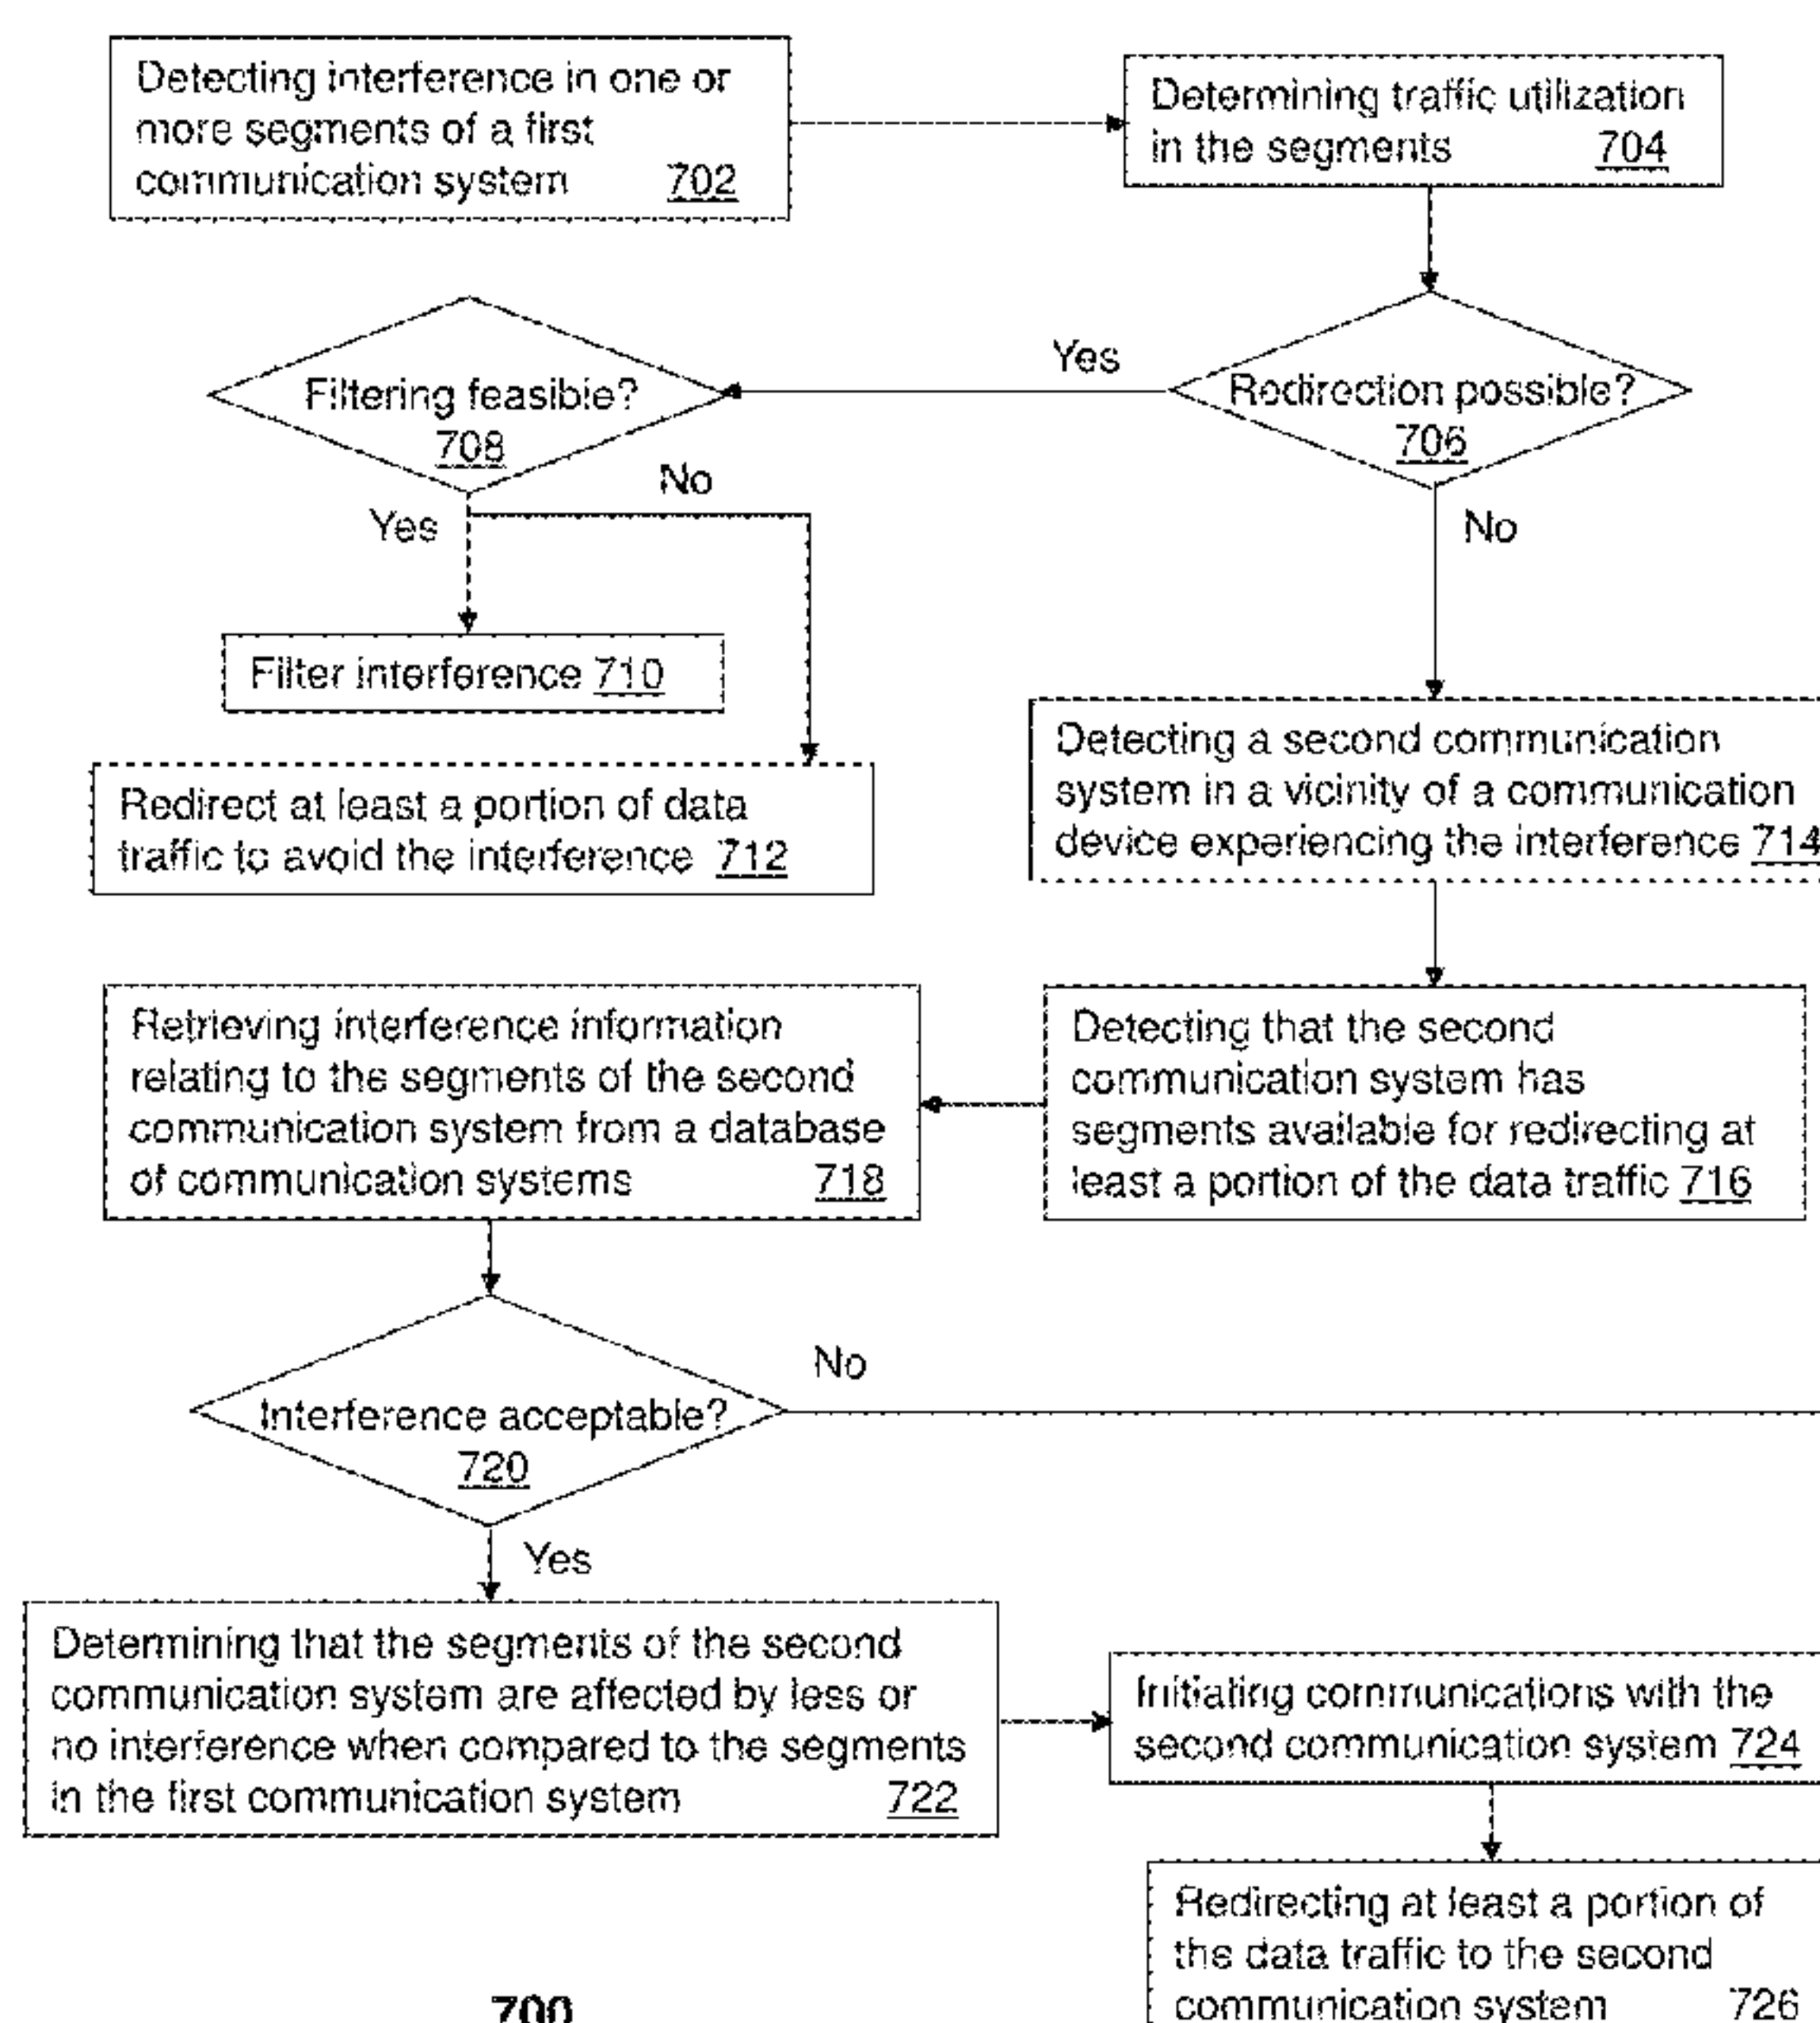 Detecting interference in one or
more segments of a first
communication system 702
Determining traffic utilization
in the segments 704
Redirection possible?
706
Yes
No
Filtering feasible?
708
Yes
No
Filter interference 710
Redirect at least a portion of data
traffic to avoid the interference 712
Detecting a second communication
system in a vicinity of a communication
device experiencing the interference 714
Detecting that the second
communication system has
segments available for redirecting at
least a portion of the data traffic 716
Retrieving interference information
relating to the segments of the second
communication system from a database
of communication systems 718
Interference acceptable?
720
No
Yes
Determining that the segments of the second
communication system are affected by less or
no interference when compared to the segments
in the first communication system 722
Initiating communications with the
second communication system 724
Redirecting at least a portion of
the data traffic to the second
communication system 726
700